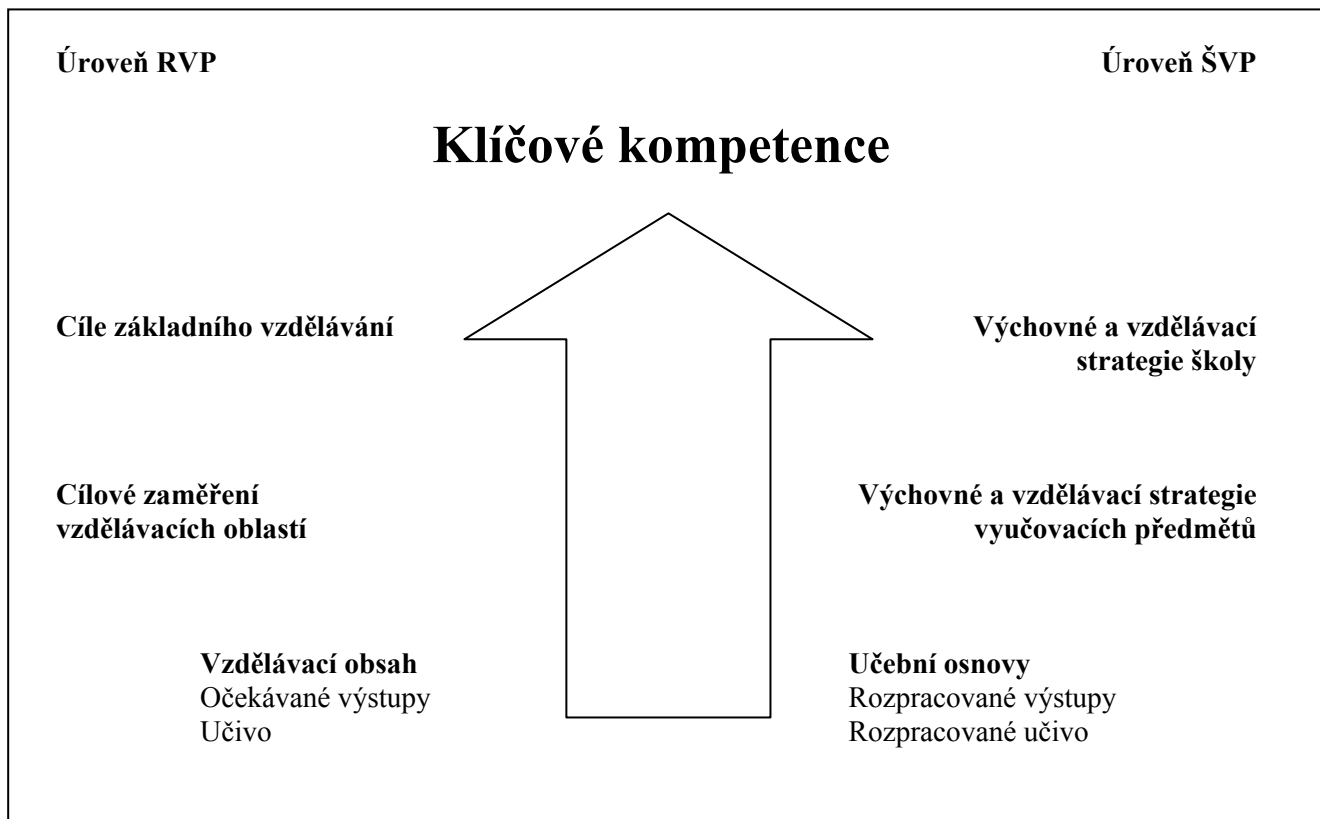 Úroveň RVP
Úroveň ŠVP
Klíčové kompetence
Cíle základního vzdělávání
Výchovné a vzdělávací
strategie školy
Cílové zaměření
vzdělávacích oblastí
Výchovné a vzdělávací strategie
vyučovacích předmětů
Vzdělávací obsah
Očekávané výstupy
Učivo
Učební osnovy
Rozpracované výstupy
Rozpracované učivo